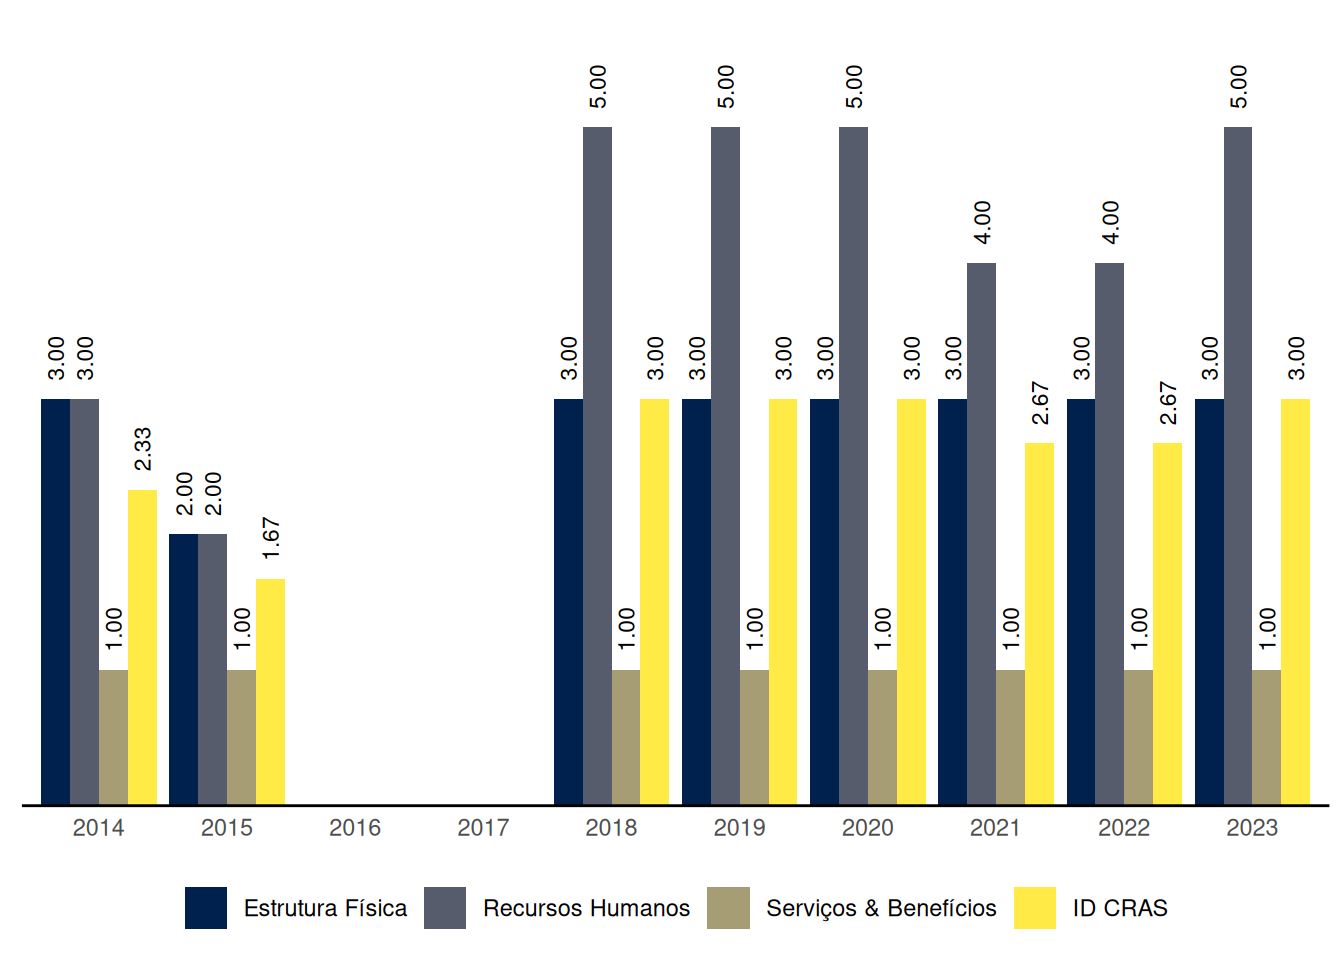 5.00 5.00 5.00 5.00
4.00 4.00
3.00 3.00 3.00 3.00 3.00 3.00 3.00 3.00 3.00 3.00 3.00 3.00
2.67 2.67
2.33
2.00 2.00
1.67
1.00 1.00 1.00 1.00 1.00 1.00 1.00 1.00
2014 2015 2016 2017 2018 2019 2020 2021 2022 2023
Estrutura Física Recursos Humanos Serviços & Benefícios ID CRAS